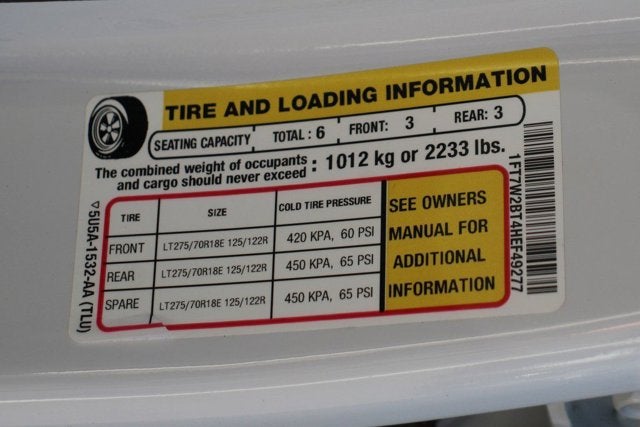 TIRE AND LOADING INFORMATION
SEATING CAPACITY TOTAL : 6 FRONT: 3 REAR: 3
The combined weight of occupants
and cargo should never exceed : 1012 kg or 2233 lbs.
TIRE SIZE COLD TIRE PRESSURE
FRONT LT275/70R18E 125/122R 420 KPA, 60 PSI
REAR LT275/70R18E 125/122R 450 KPA, 65 PSI
SPARE LT275/70R18E 125/122R 450 KPA, 65 PSI
SEE OWNERS
MANUAL FOR
ADDITIONAL
INFORMATION
1FT7W2BT4HEF49277
5U5A-1532-AA (TLU)